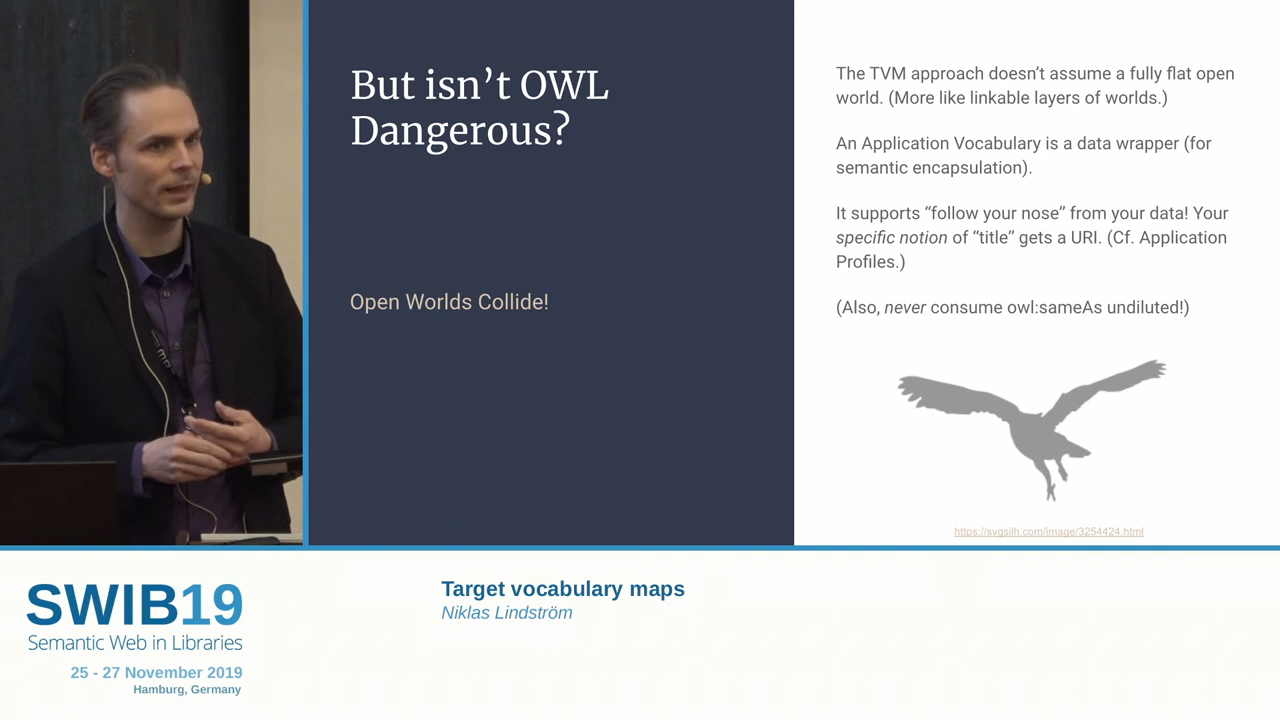 But isn’t OWL
Dangerous?
Open Worlds Collide!
The TVM approach doesn’t assume a fully flat open
world. (More like linkable layers of worlds.)
An Application Vocabulary is a data wrapper (for
semantic encapsulation).
It supports “follow your nose” from your data! Your
specific notion of “title” gets a URI. (Cf. Application
Profiles.)
(Also, never consume owl:sameAs undiluted!)
https://svgsilh.com/image/3254424.html
SWIB19
Semantic Web in Libraries
25 - 27 November 2019
Hamburg, Germany
Target vocabulary maps
Niklas Lindström